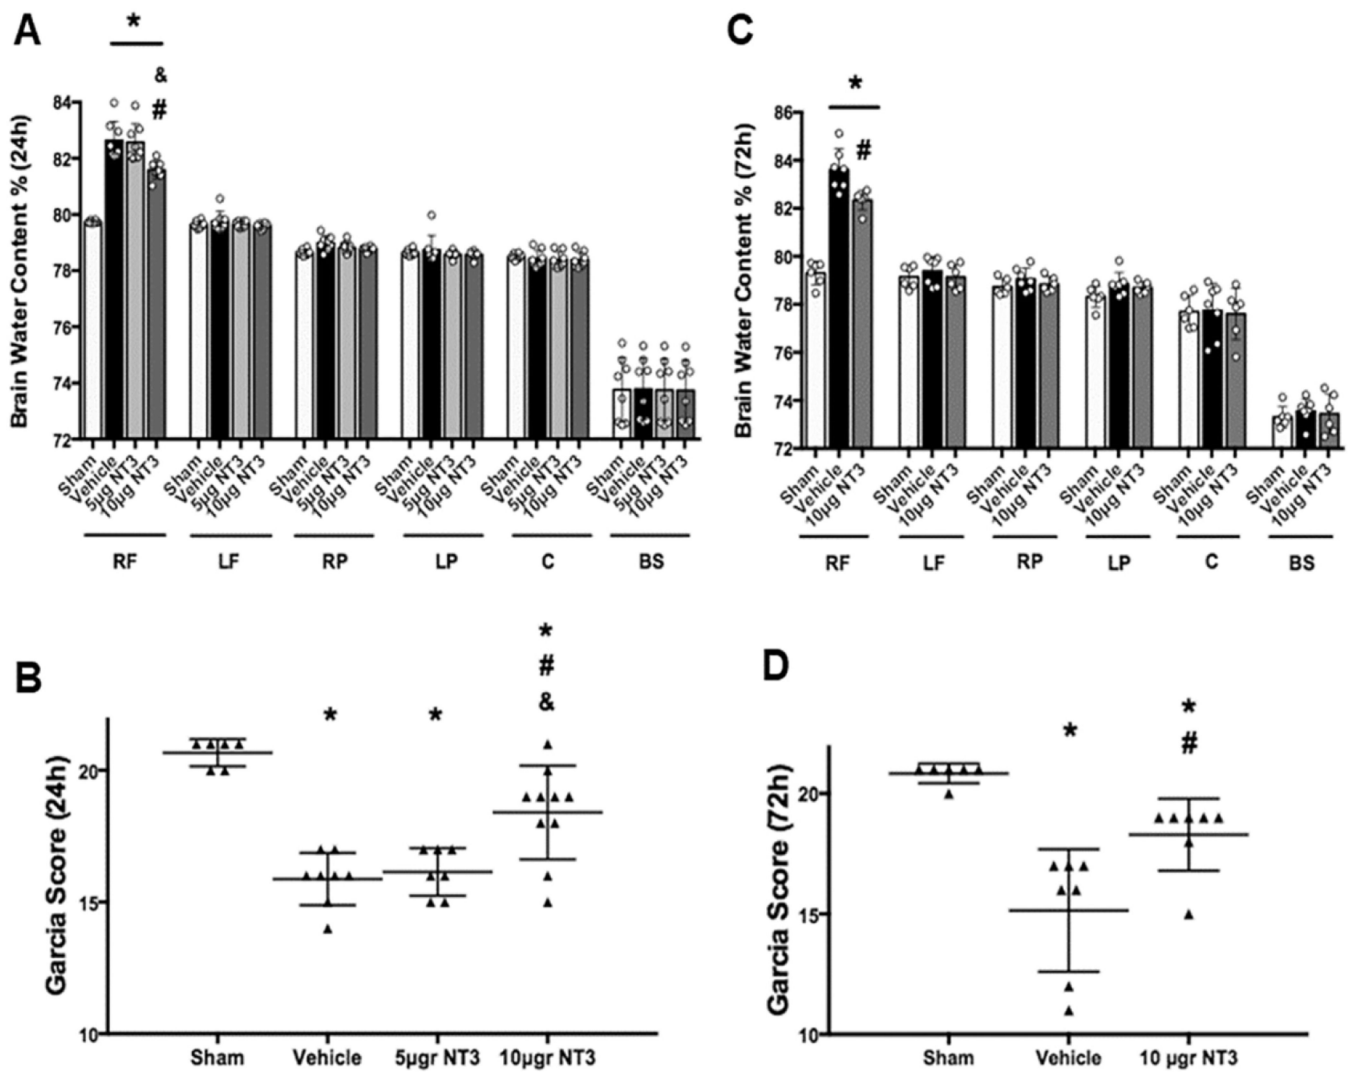 A
*
&
#
Brain Water Content % (24h)
84
82
80
78
76
74
72
Sham Vehicle 5µg NT3 10µg NT3 Sham Vehicle 5µg NT3 10µg NT3 Sham Vehicle 5µg NT3 10µg NT3 Sham Vehicle 5µg NT3 10µg NT3 Sham Vehicle 5µg NT3 10µg NT3 Sham Vehicle 5µg NT3 10µg NT3
RF LF RP LP C BS
C
*
#
Brain Water Content % (72h)
86
84
82
80
78
76
74
72
Sham Vehicle 10µg NT3 Sham Vehicle 10µg NT3 Sham Vehicle 10µg NT3 Sham Vehicle 10µg NT3 Sham Vehicle 10µg NT3 Sham Vehicle 10µg NT3
RF LF RP LP C BS
B
* * *
#
&
Garcia Score (24h)
20
15
10
Sham Vehicle 5µgr NT3 10µgr NT3
D
* *
#
Garcia Score (72h)
20
15
10
Sham Vehicle 10 µgr NT3